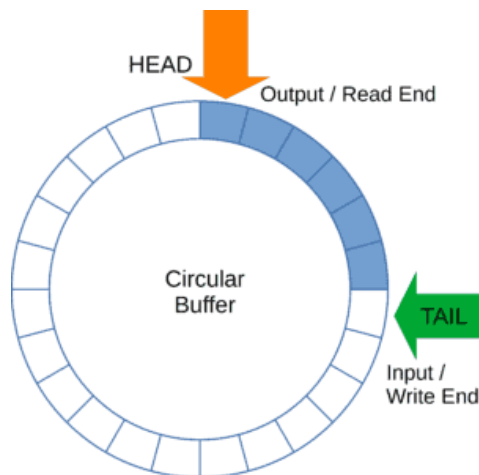 HEAD
Output / Read End
Circular
Buffer
TAIL
Input /
Write End